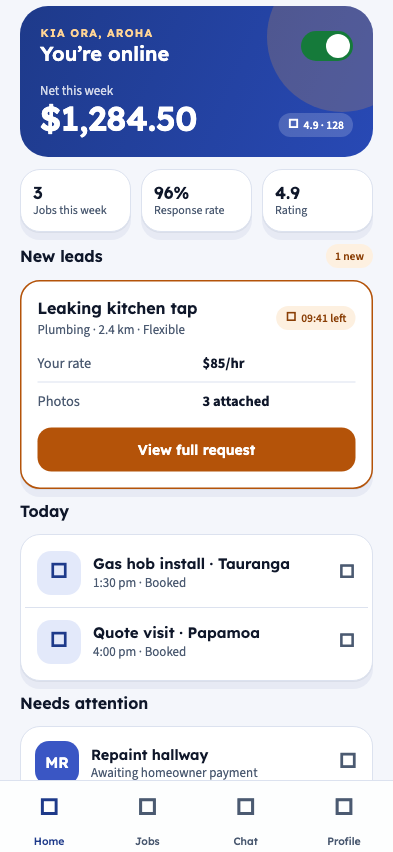 KIA ORA, AROHA
You’re online
Net this week
$1,284.50
4.9 · 128
3
Jobs this week
96%
Response rate
4.9
Rating
New leads
1 new
Leaking kitchen tap
Plumbing · 2.4 km · Flexible
09:41 left
Your rate
$85/hr
Photos
3 attached
View full request
Today
Gas hob install · Tauranga
1:30 pm · Booked
Quote visit · Papamoa
4:00 pm · Booked
Needs attention
MR
Repaint hallway
Awaiting homeowner payment
Home
Jobs
Chat
Profile